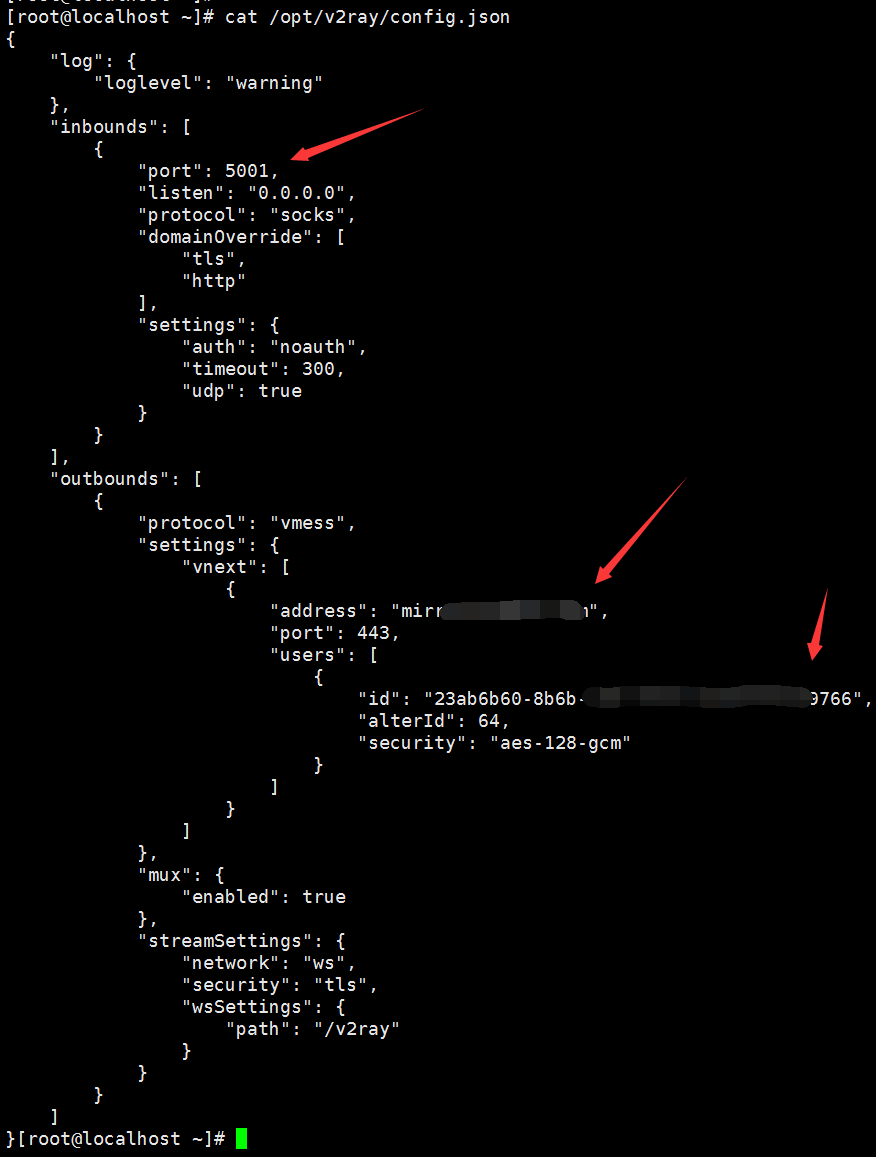 [root@localhost ~]# cat /opt/v2ray/config.json
{
    "log": {
        "loglevel": "warning"
    },
    "inbounds": [
        {
            "port": 5001,
            "listen": "0.0.0.0",
            "protocol": "socks",
            "domainOverride": [
                "tls",
                "http"
            ],
            "settings": {
                "auth": "noauth",
                "timeout": 300,
                "udp": true
            }
        }
    ],
    "outbounds": [
        {
            "protocol": "vmess",
            "settings": {
                "vnext": [
                    {
                        "address": "mirr",
                        "port": 443,
                        "users": [
                            {
                                "id": "23ab6b60-8b6b-9766",
                                "alterId": 64,
                                "security": "aes-128-gcm"
                            }
                        ]
                    }
                ]
            },
            "mux": {
                "enabled": true
            },
            "streamSettings": {
                "network": "ws",
                "security": "tls",
                "wsSettings": {
                    "path": "/v2ray"
                }
            }
        }
    ]
}[root@localhost ~]#